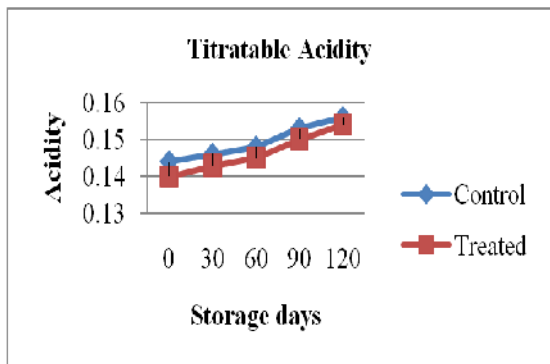 Titratable Acidity
0.16
0.15
0.14
0.13
Acidity
0 30 60 90 120
Storage days
Control
Treated